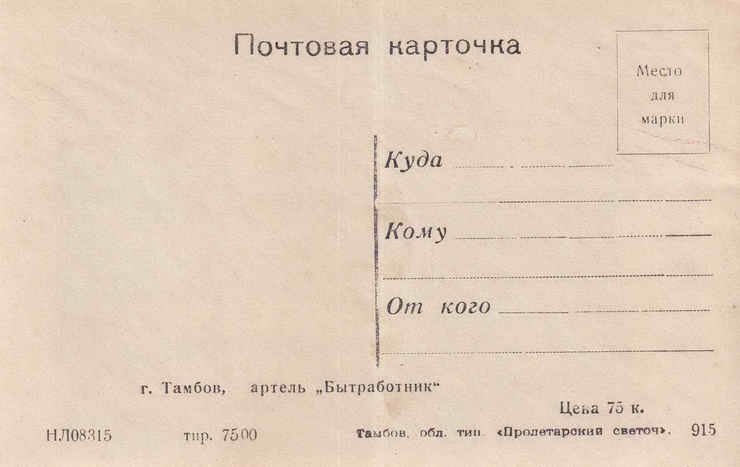 Почтовая карточка
Место
для
марки
Куда
Кому
От кого
г. Тамбов, артель „Бытработник“
Цена 75 к.
НЛ08315 тир. 7500 Тамбов. обл. тип. «Пролетарский светоч». 915